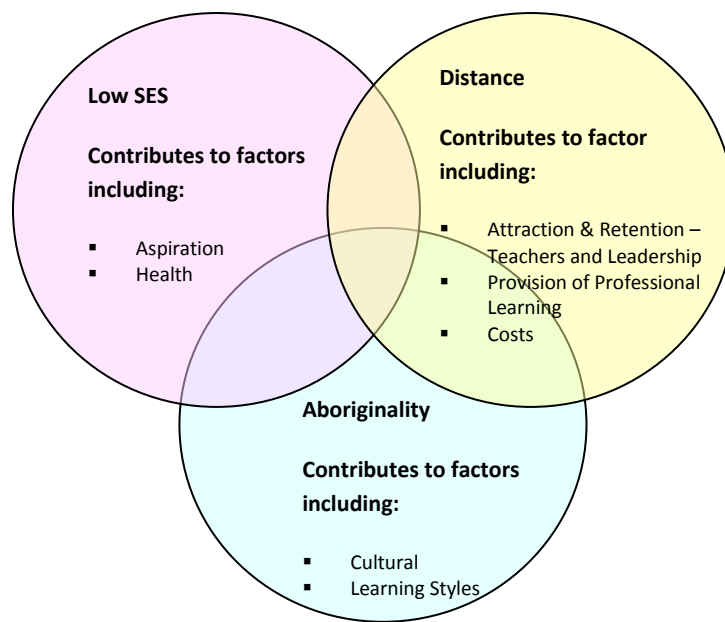 Low SES
Contributes to factors
including:
▪ Aspiration
▪ Health
Distance
Contributes to factor
including:
▪ Attraction & Retention –
Teachers and Leadership
▪ Provision of Professional
Learning
▪ Costs
Aboriginality
Contributes to factors
including:
▪ Cultural
▪ Learning Styles